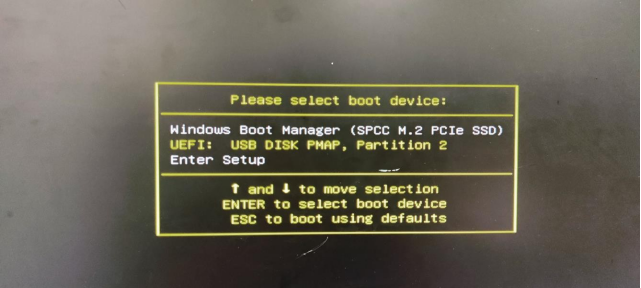 Please select boot device:
Windows Boot Manager (SPCC M.2 PCIe SSD)
UEFI: USB DISK PMAP, Partition 2
Enter Setup
↑ and ↓ to move selection
ENTER to select boot device
ESC to boot using defaults